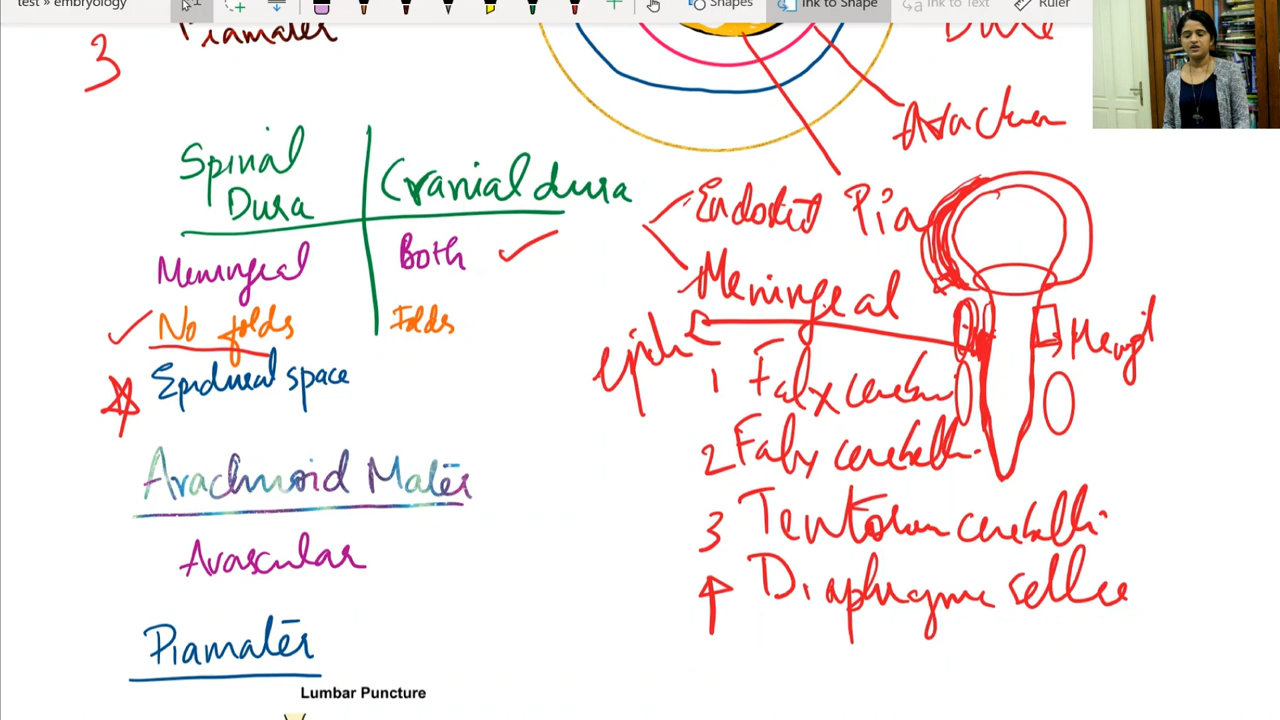 test » embryology
Shapes
Ink to Shape
Ink to Text
Ruler
3
Piamater
Dura
Arachn
Pia
Spinal Dura
Cranial dura
Meningeal
Both
No folds
Folds
Epidural space
Endosteal
Meningeal
1 Falx cerebri
2 Falx cerebelli
3 Tentorium cerebelli
4 Diaphragma sellae
Arachnoid Mater
Avascular
Piamater
Lumbar Puncture